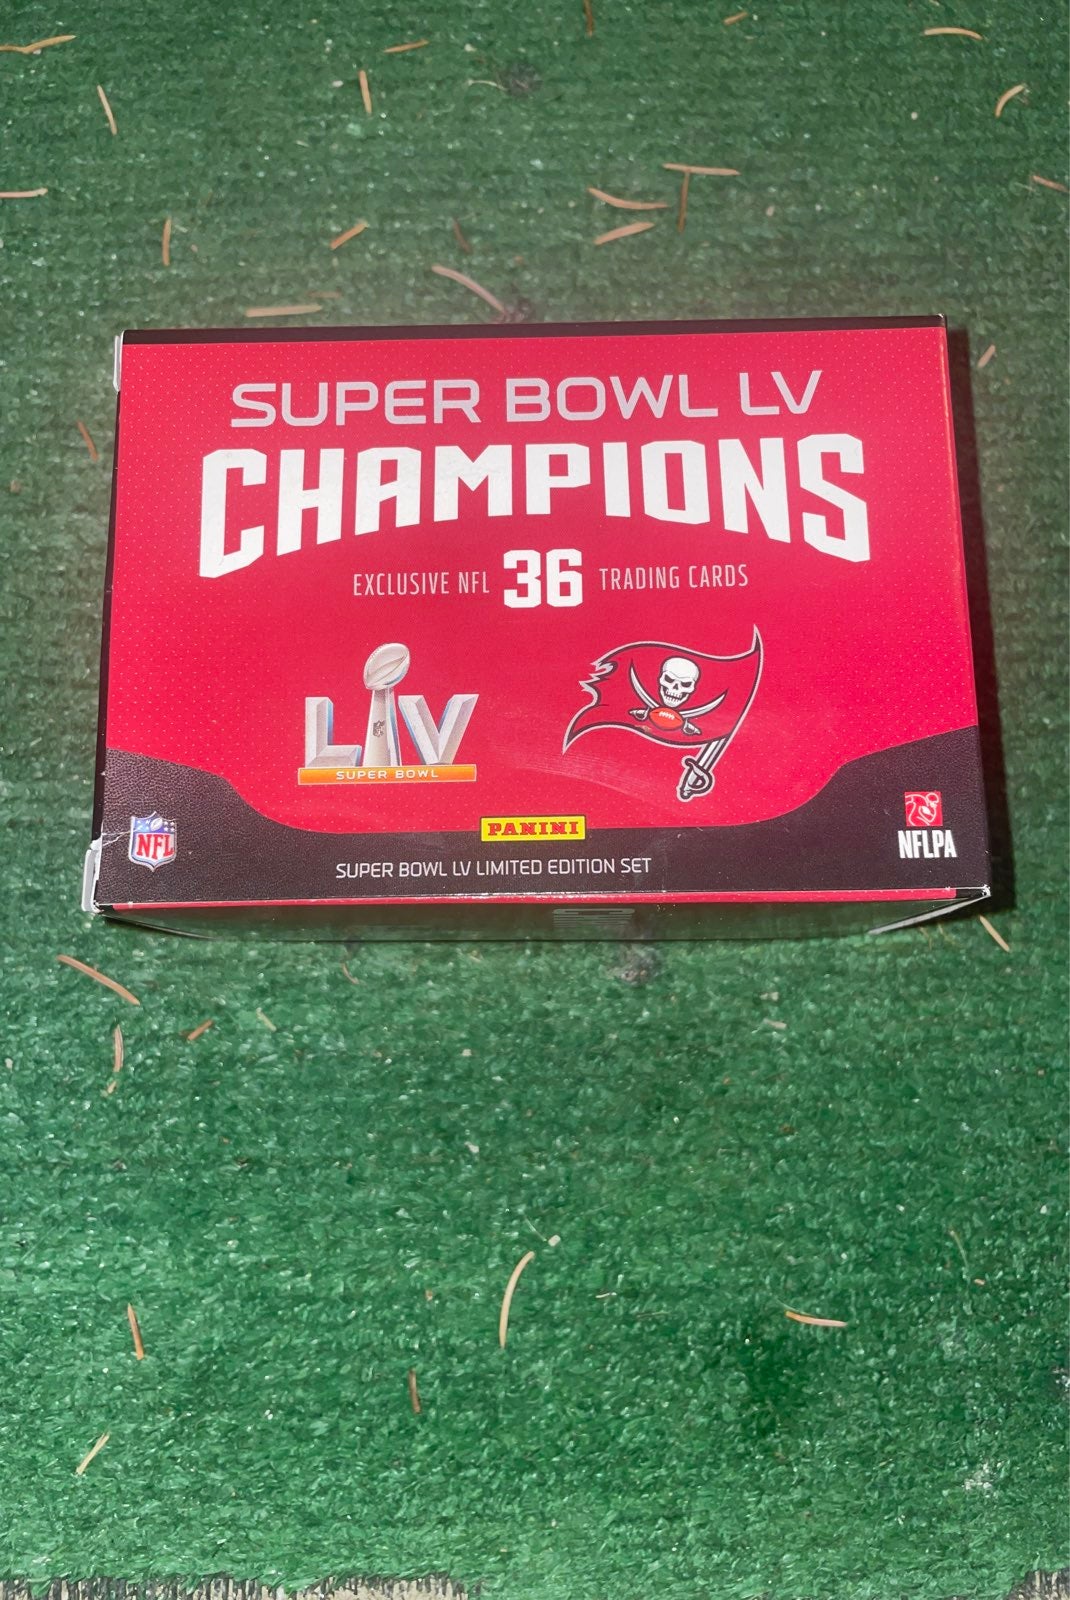 SUPER BOWL LV
CHAMPIONS
EXCLUSIVE NFL 36 TRADING CARDS
LV
SUPER BOWL
PANINI
NFL
NFLPA
SUPER BOWL LV LIMITED EDITION SET